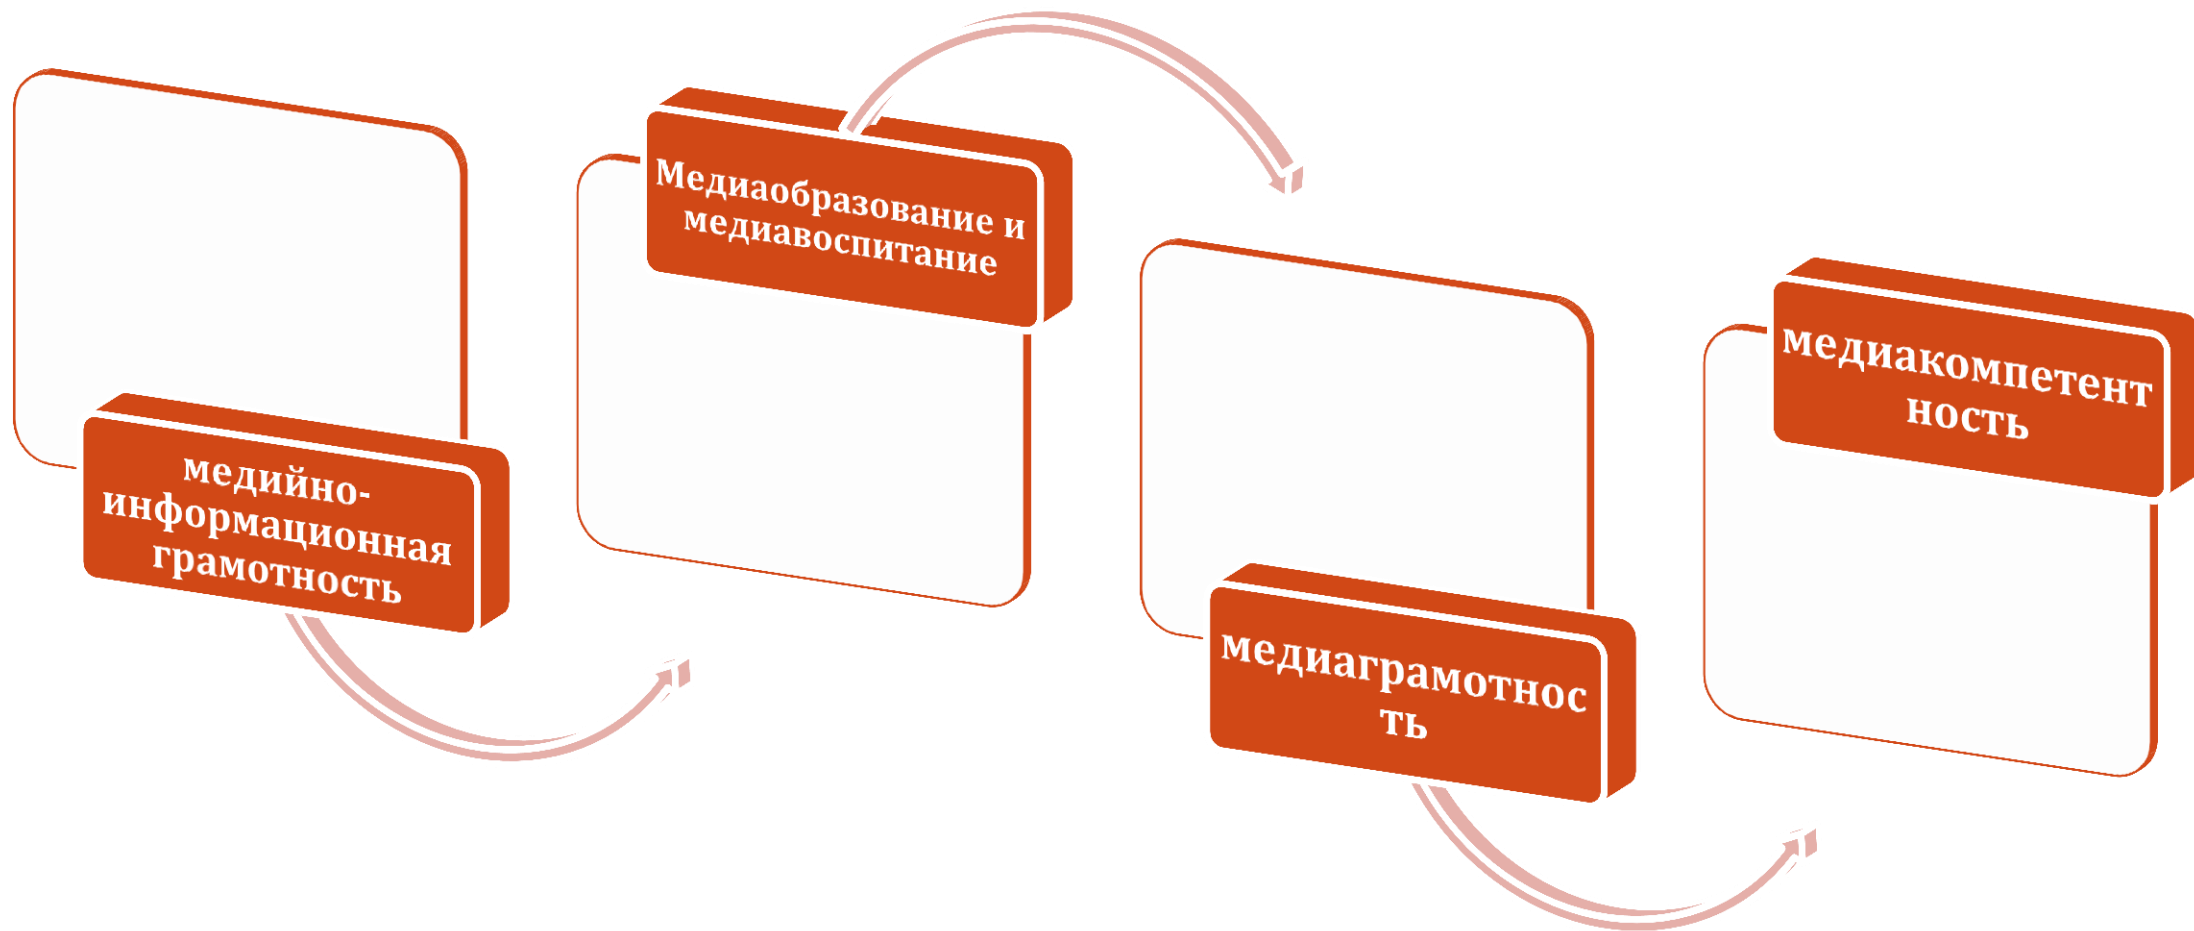 медийно-
информационная
грамотность
Медиаобразование и
медиавоспитание
медиаграмотнос
ть
медиакомпетент
ность